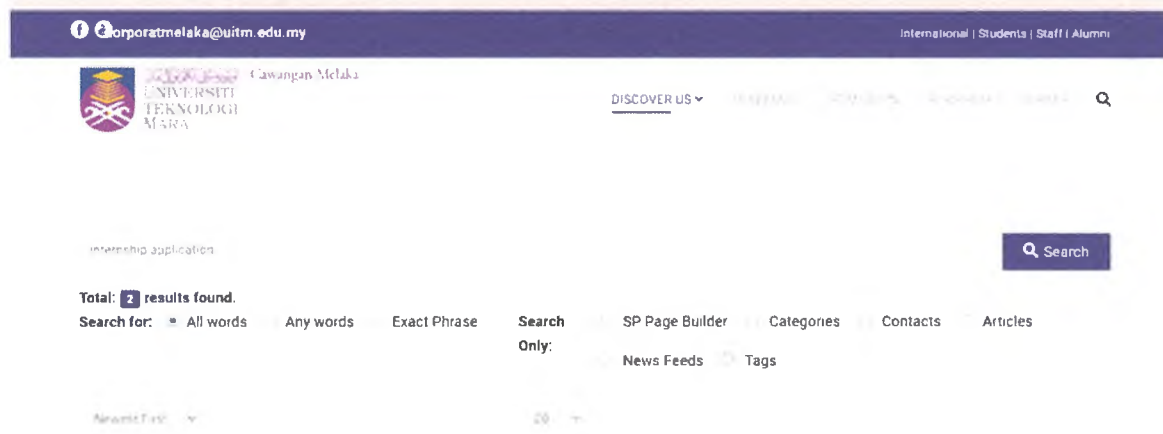 corporatmelaka@uitm.edu.my
International | Students | Staff | Alumni
Cawangan Melaka
UNIVERSITI
TEKNOLOGI
MARA
DISCOVER US
internship application
Search
Total: 2 results found.
Search for: All words Any words Exact Phrase
Search Only: SP Page Builder Categories Contacts Articles
News Feeds Tags
Newest First
20